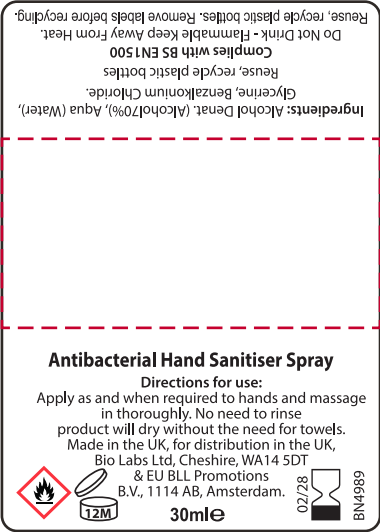 Ingredients: Alcohol Denat. (Alcohol70%), Aqua (Water),
Glycerine, Benzalkonium Chloride.
Reuse, recycle plastic bottles
Complies with BS EN1500
Do Not Drink - Flammable Keep Away From Heat.
Reuse, recycle plastic bottles. Remove labels before recycling.
Antibacterial Hand Sanitiser Spray
Directions for use:
Apply as and when required to hands and massage
in thoroughly. No need to rinse
product will dry without the need for towels.
Made in the UK, for distribution in the UK,
Bio Labs Ltd, Cheshire, WA14 5DT
& EU BLL Promotions
B.V., 1114 AB, Amsterdam.
12M
30ml℮
02/28
BN4989